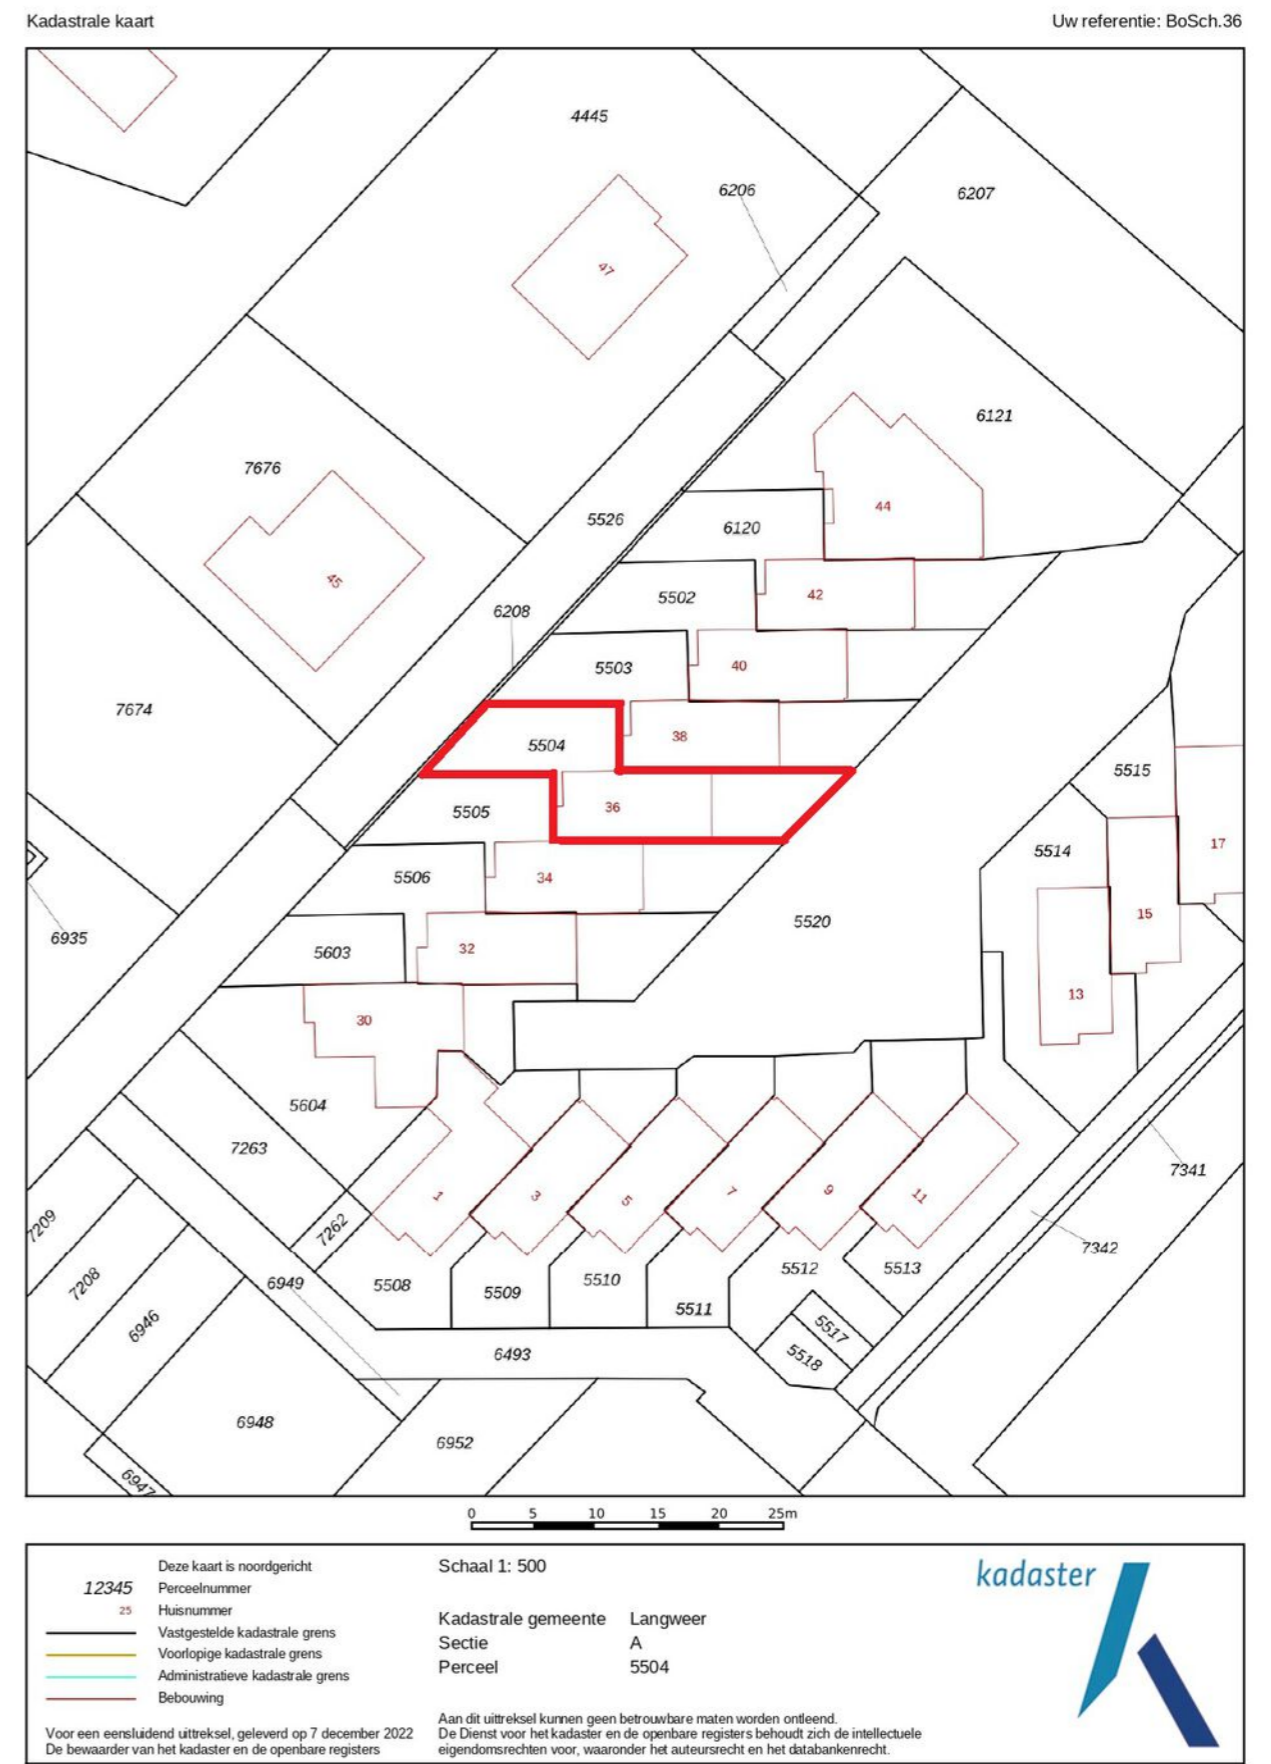 Kadastrale kaart
Uw referentie: BoSch.36
4445
6206
6207
47
6121
7676
44
5526
6120
45
42
5502
6208
40
5503
7674
38
5504
5515
36
5505
17
34
5514
5506
15
5520
6935
32
5603
13
30
5604
7263
7341
1
3
5
7
9
11
7209
7262
7342
7208
6949
5508
5509
5510
5512
5513
5511
6946
5517
6493
5518
6948
6952
6947
0 5 10 15 20 25m
Deze kaart is noordgericht
12345 Perceelnummer
25 Huisnummer
Vastgestelde kadastrale grens
Voorlopige kadastrale grens
Administratieve kadastrale grens
Bebouwing
Voor een eensluidend uittreksel, geleverd op 7 december 2022
De bewaarder van het kadaster en de openbare registers
Schaal 1: 500
Kadastrale gemeente Langweer
Sectie A
Perceel 5504
Aan dit uittreksel kunnen geen betrouwbare maten worden ontleend.
De Dienst voor het kadaster en de openbare registers behoudt zich de intellectuele
eigendomsrechten voor, waaronder het auteursrecht en het databankenrecht.
kadaster